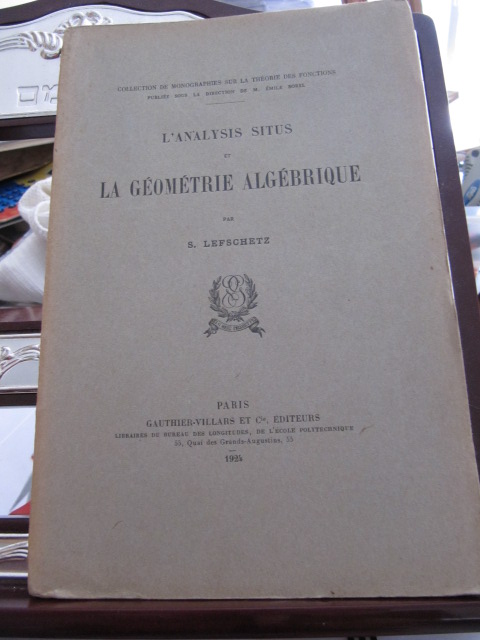 COLLECTION DE MONOGRAPHIES SUR LA THÉORIE DES FONCTIONS
PUBLIÉE SOUS LA DIRECTION DE M. ÉMILE BOREL
L'ANALYSIS SITUS
ET
LA GÉOMÉTRIE ALGÉBRIQUE
PAR
S. LEFSCHETZ
PARIS
GAUTHIER-VILLARS ET Cie, ÉDITEURS
LIBRAIRES DU BUREAU DES LONGITUDES, DE L'ÉCOLE POLYTECHNIQUE
55, Quai des Grands-Augustins, 55
1924